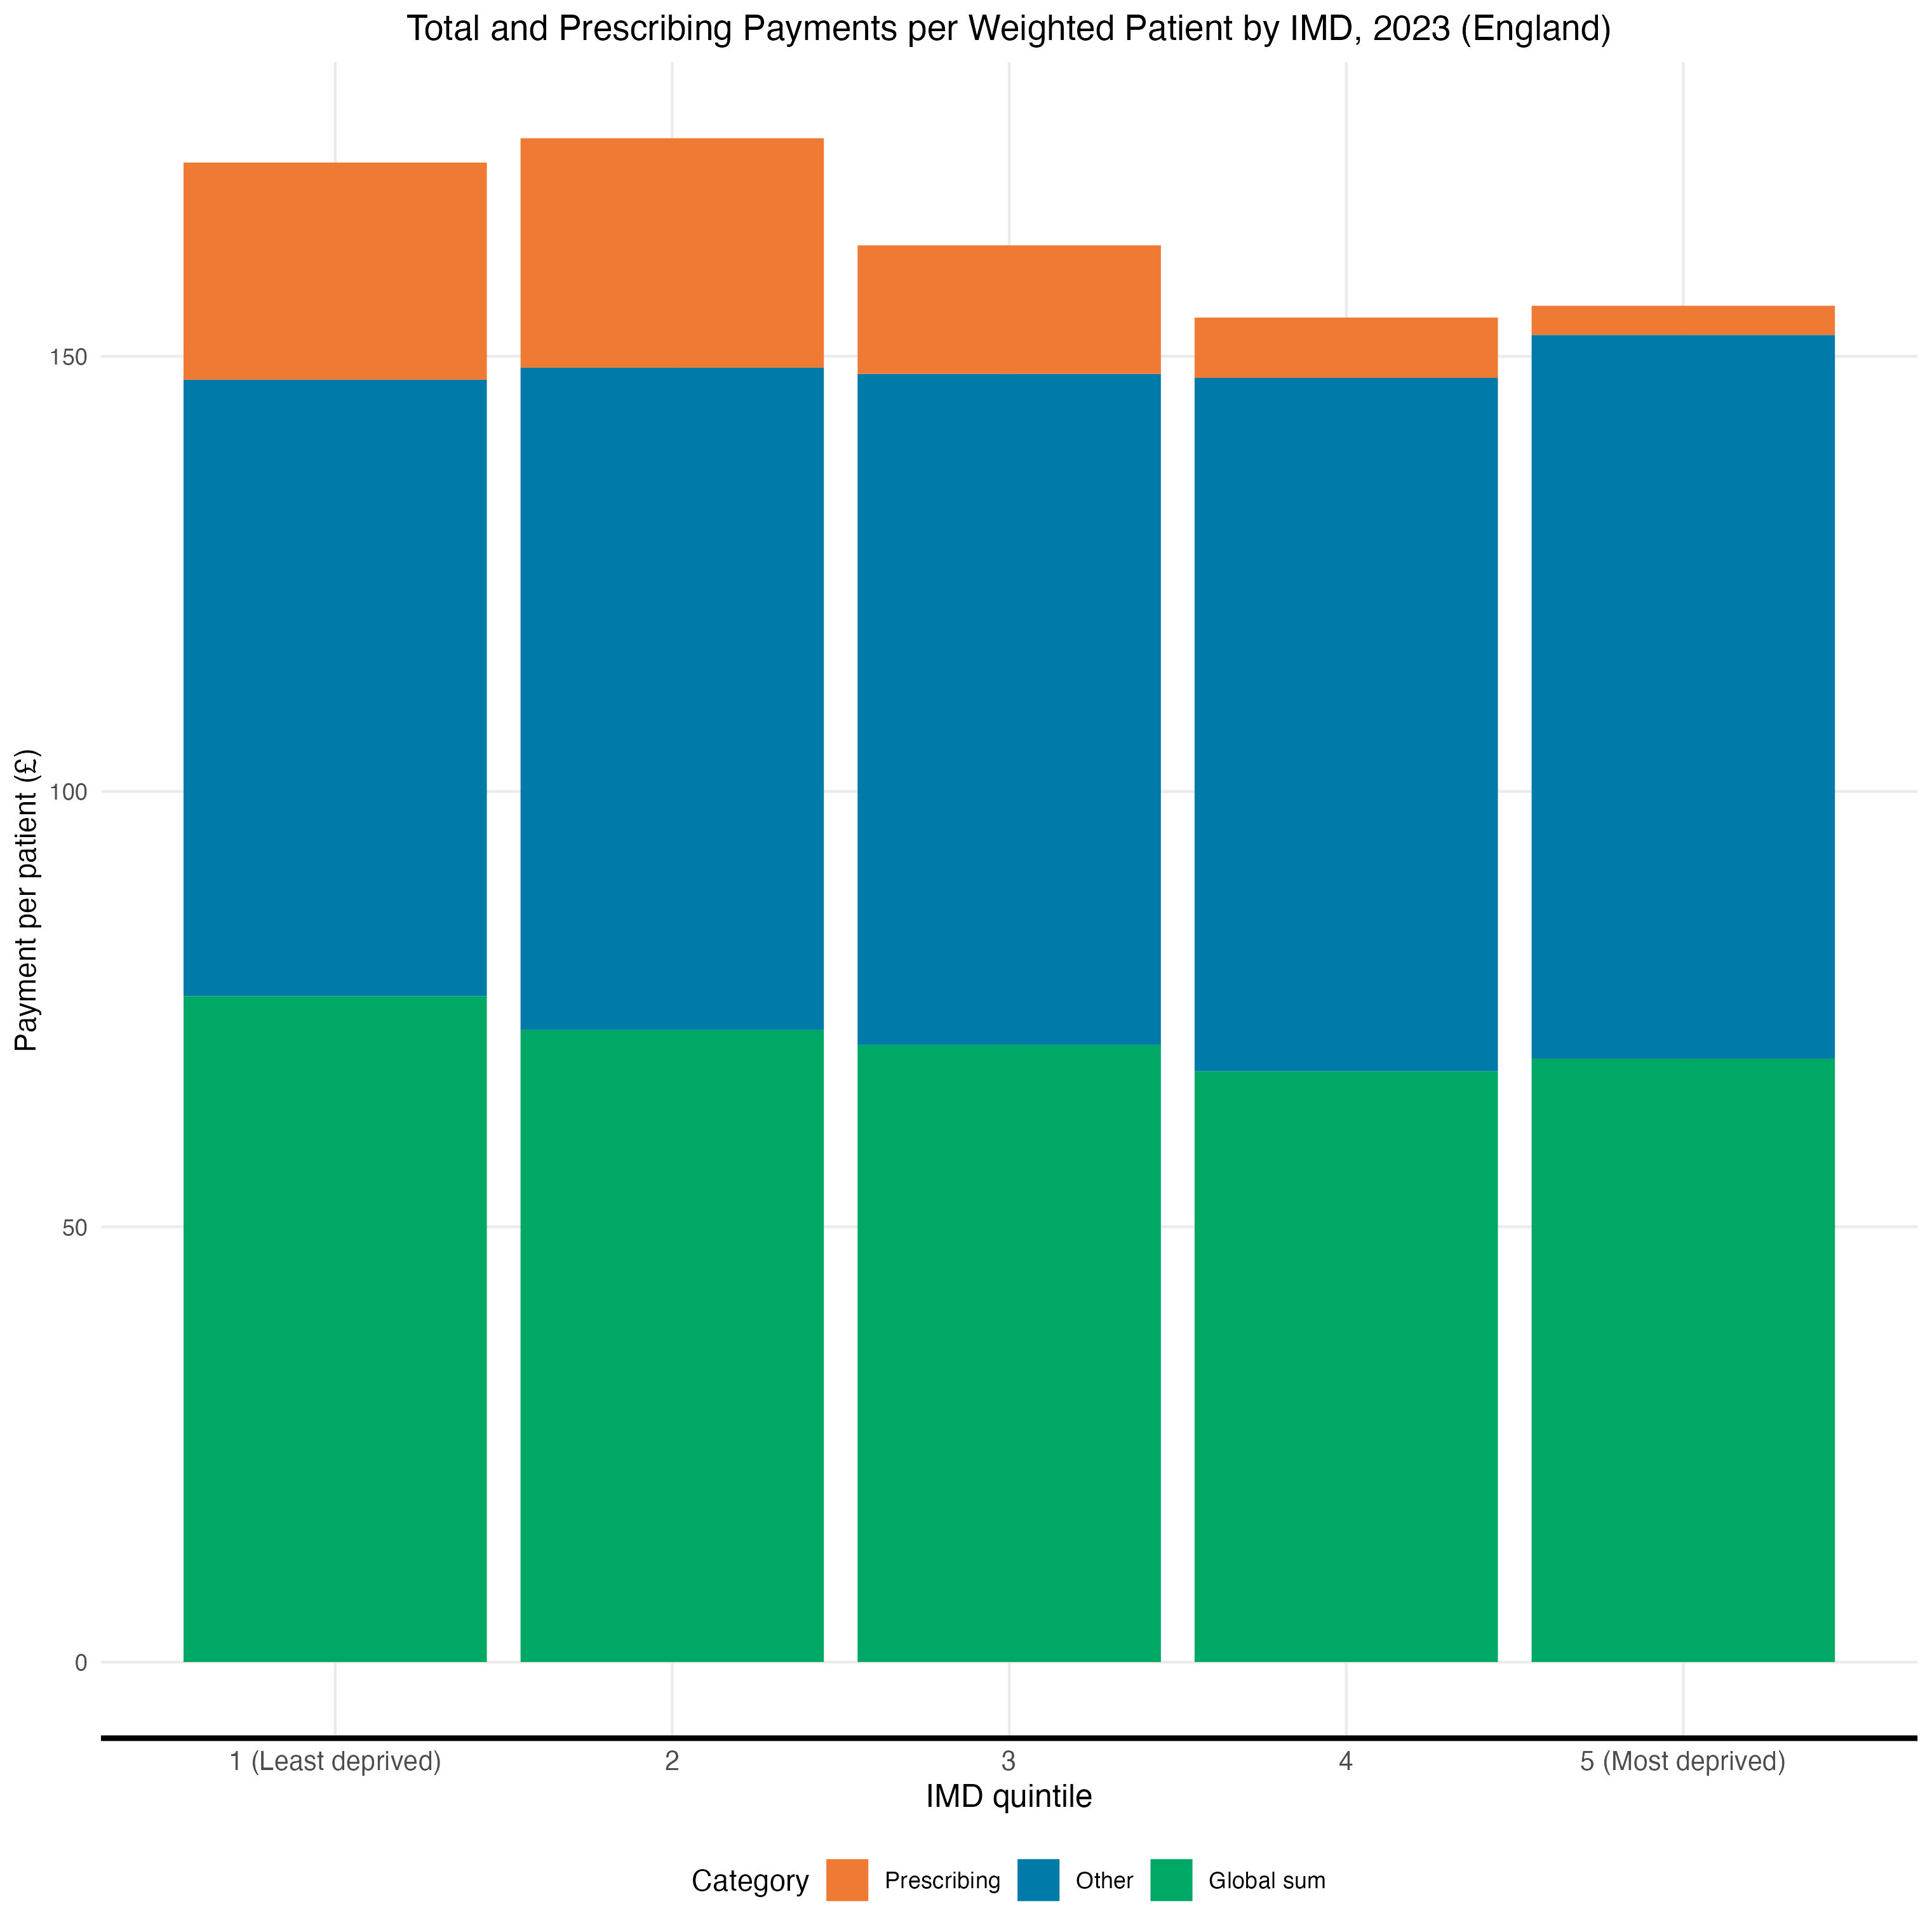 Total and Prescribing Payments per Weighted Patient by IMD, 2023 (England)
Payment per patient (£)
150
100
50
0
1 (Least deprived)
2
3
4
5 (Most deprived)
IMD quintile
Category
Prescribing
Other
Global sum